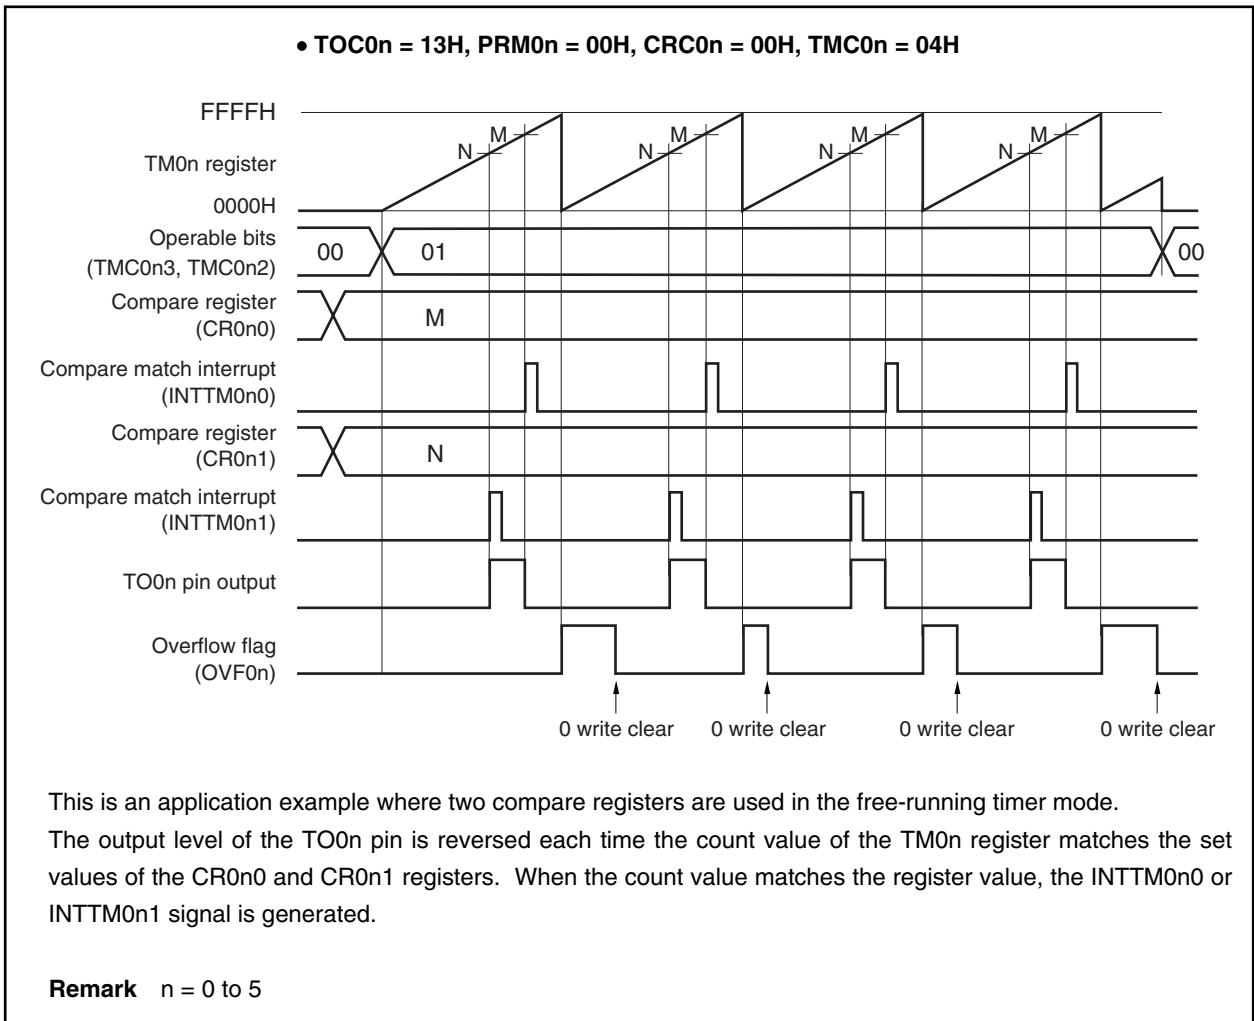 • TOC0n = 13H, PRM0n = 00H, CRC0n = 00H, TMC0n = 04H
FFFFH
TM0n register
0000H
N M N M N M N M
Operable bits
(TMC0n3, TMC0n2)
00 01 00
Compare register
(CR0n0)
M
Compare match interrupt
(INTTM0n0)
Compare register
(CR0n1)
N
Compare match interrupt
(INTTM0n1)
TO0n pin output
Overflow flag
(OVF0n)
0 write clear 0 write clear 0 write clear 0 write clear
This is an application example where two compare registers are used in the free-running timer mode.
The output level of the TO0n pin is reversed each time the count value of the TM0n register matches the set
values of the CR0n0 and CR0n1 registers. When the count value matches the register value, the INTTM0n0 or
INTTM0n1 signal is generated.
Remark n = 0 to 5